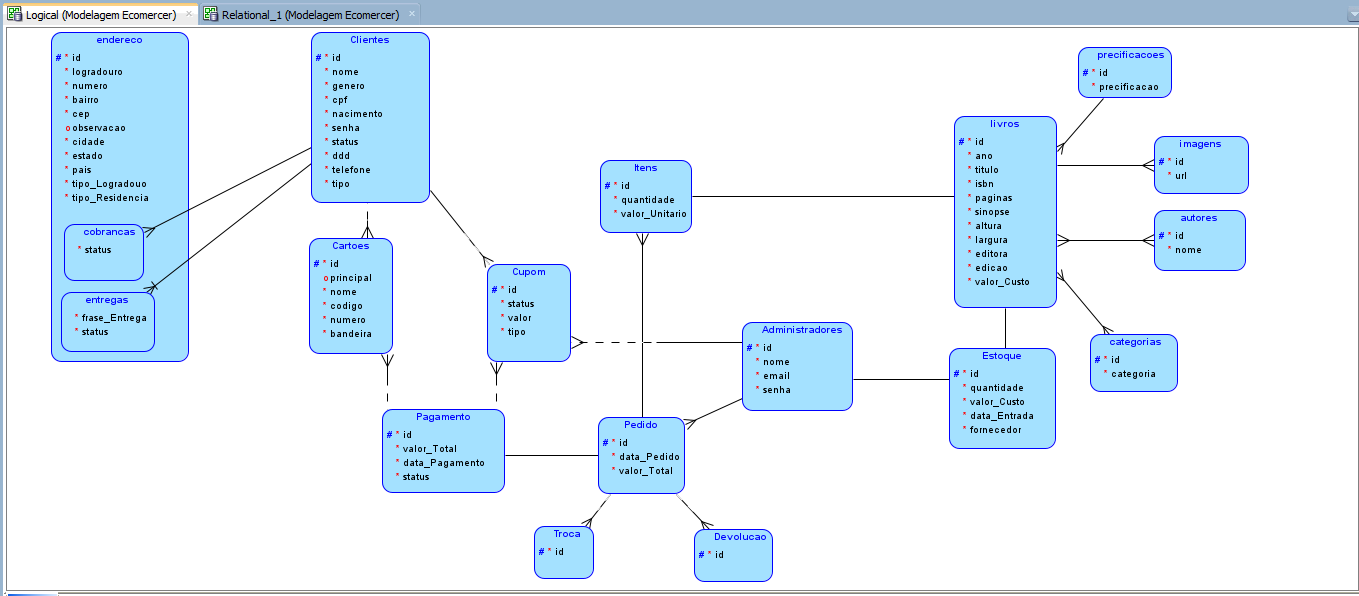 Logical (Modelagem Ecomercer)
Relational_1 (Modelagem Ecomercer)
endereco
# * id
* logradouro
* numero
* bairro
* cep
o observacao
* cidade
* estado
* pais
* tipo_Logradouo
* tipo_Residencia
cobrancas
* status
entregas
* frase_Entrega
* status
Clientes
# * id
* nome
* genero
* cpf
* nacimento
* senha
* status
* ddd
* telefone
* tipo
Cartoes
# * id
o principal
* nome
* codigo
* numero
* bandeira
Cupom
# * id
* status
* valor
* tipo
Pagamento
# * id
* valor_Total
* data_Pagamento
* status
Itens
# * id
* quantidade
* valor_Unitario
Pedido
# * id
* data_Pedido
* valor_Total
Troca
# * id
Devolucao
# * id
Administradores
# * id
* nome
* email
* senha
livros
# * id
* ano
* titulo
* isbn
* paginas
* sinopse
* altura
* largura
* editora
* edicao
* valor_Custo
Estoque
# * id
* quantidade
* valor_Custo
* data_Entrada
* fornecedor
precificacoes
# * id
* precificacao
imagens
# * id
* url
autores
# * id
* nome
categorias
# * id
* categoria